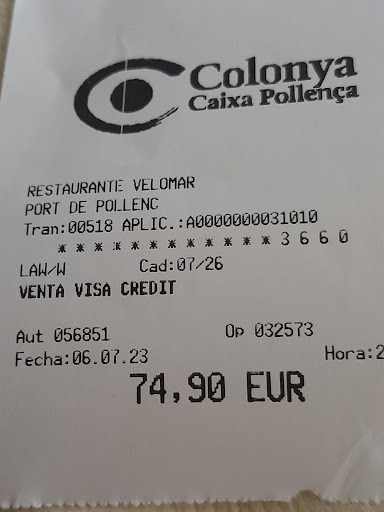 Colonya
Caixa Pollença
RESTAURANTE VELOMAR
PORT DE POLLENC
Tran:00518 APLIC.:A0000000031010
* * * * * * * * * * * * 3 6 6 0
LAW/W Cad:07/26
VENTA VISA CREDIT
Aut 056851 Op 032573
Fecha:06.07.23 Hora:2
74,90 EUR